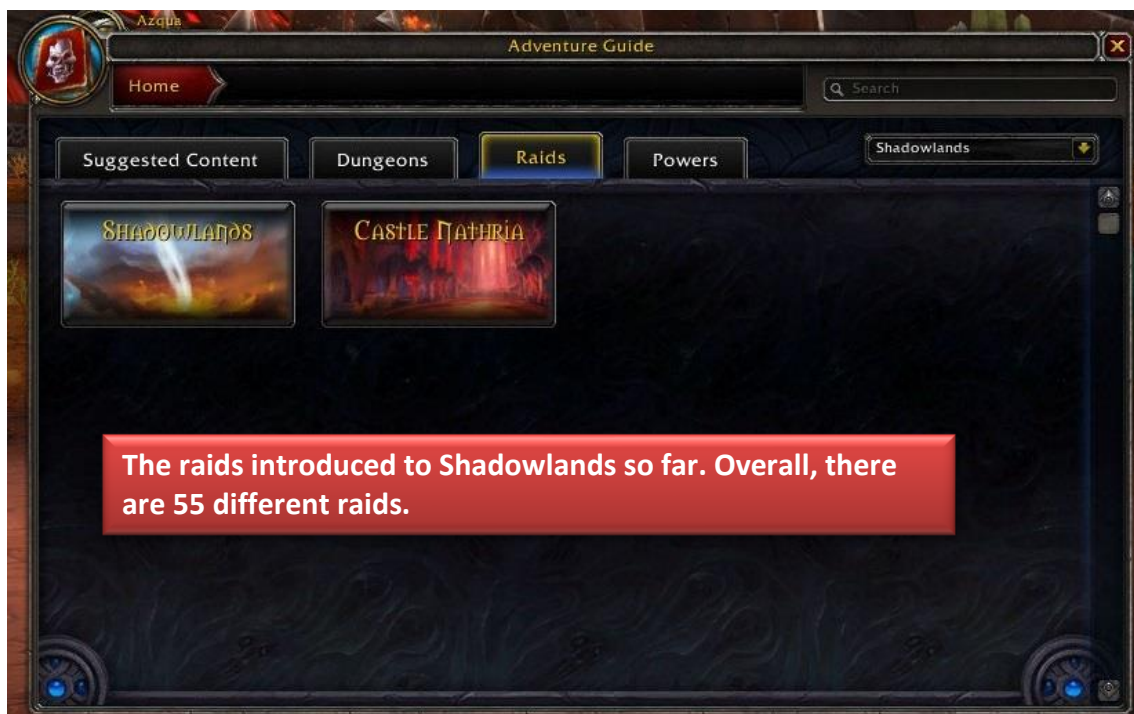 Azqua
Adventure Guide
Home
Search
Suggested Content
Dungeons
Raids
Powers
Shadowlands
Shadowlands
Castle Nathria
The raids introduced to Shadowlands so far. Overall, there
are 55 different raids.